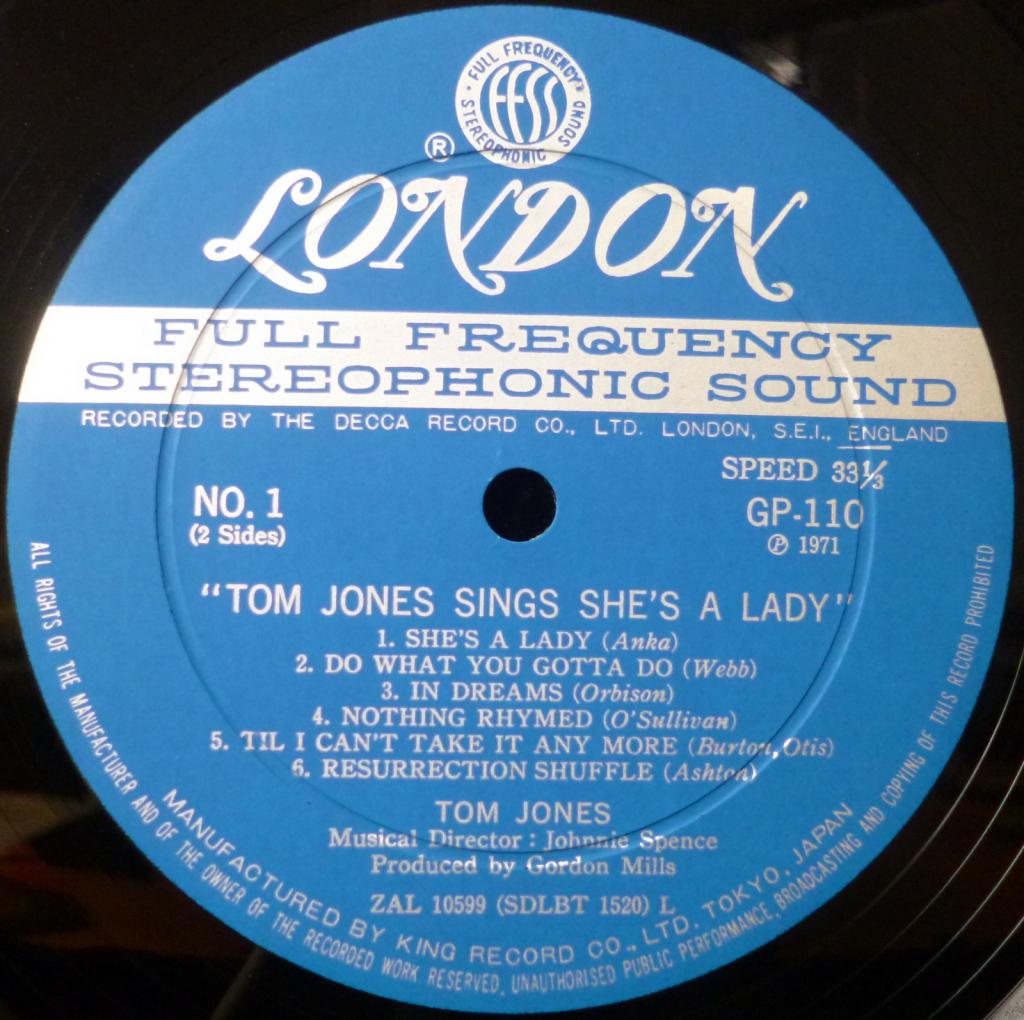 FULL FREQUENCY
ffss
STEREOPHONIC SOUND
®
LONDON
FULL FREQUENCY
STEREOPHONIC SOUND
RECORDED BY THE DECCA RECORD CO., LTD. LONDON, S.E.I., ENGLAND
SPEED 33⅓
NO. 1
GP-110
(2 Sides)
℗ 1971
"TOM JONES SINGS SHE'S A LADY"
1. SHE'S A LADY (Anka)
2. DO WHAT YOU GOTTA DO (Webb)
3. IN DREAMS (Orbison)
4. NOTHING RHYMED (O'Sullivan)
5. 'TIL I CAN'T TAKE IT ANY MORE (Burton, Otis)
6. RESURRECTION SHUFFLE (Ashton)
TOM JONES
Musical Director : Johnnie Spence
Produced by Gordon Mills
ZAL 10599 (SDLBT 1520) L
MANUFACTURED BY KING RECORD CO., LTD. TOKYO, JAPAN
ALL RIGHTS OF THE MANUFACTURER AND OF THE OWNER OF THE RECORDED WORK RESERVED, UNAUTHORISED PUBLIC PERFORMANCE, BROADCASTING AND COPYING OF THIS RECORD PROHIBITED